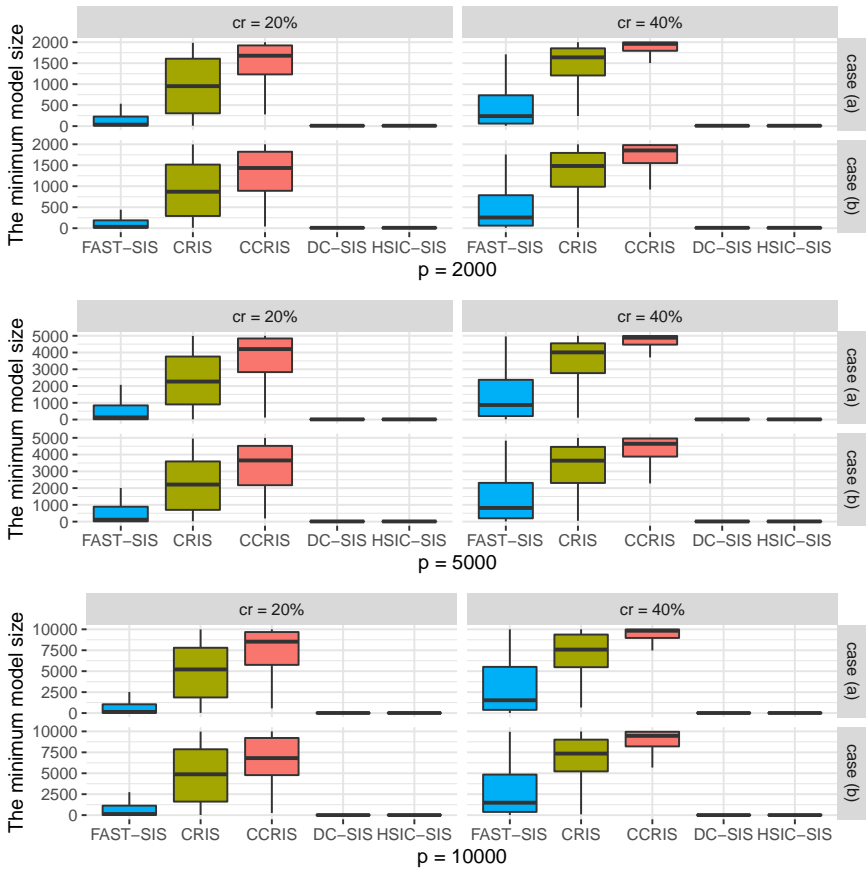 cr = 20%
cr = 40%
The minimum model size
2000
1500
1000
500
0
case (a)
2000
1500
1000
500
0
case (b)
FAST−SIS CRIS CCRIS DC−SIS HSIC−SIS
FAST−SIS CRIS CCRIS DC−SIS HSIC−SIS
p = 2000
cr = 20%
cr = 40%
The minimum model size
5000
4000
3000
2000
1000
0
case (a)
5000
4000
3000
2000
1000
0
case (b)
FAST−SIS CRIS CCRIS DC−SIS HSIC−SIS
FAST−SIS CRIS CCRIS DC−SIS HSIC−SIS
p = 5000
cr = 20%
cr = 40%
The minimum model size
10000
7500
5000
2500
0
case (a)
10000
7500
5000
2500
0
case (b)
FAST−SIS CRIS CCRIS DC−SIS HSIC−SIS
FAST−SIS CRIS CCRIS DC−SIS HSIC−SIS
p = 10000